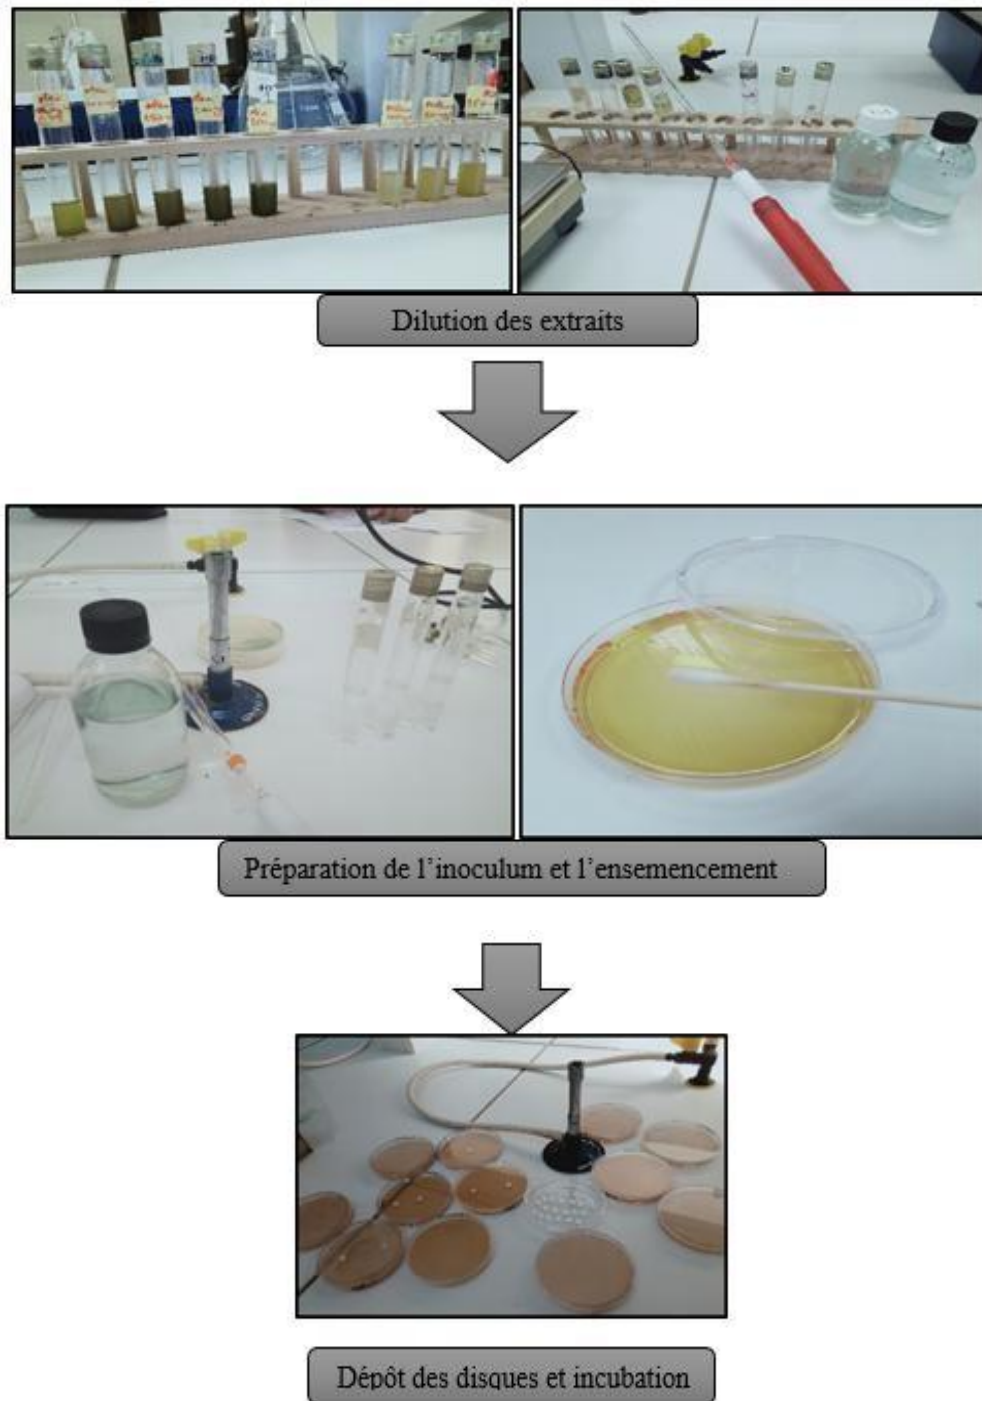 Dilution des extraits
Préparation de l’inoculum et l’ensemencement
Dépôt des disques et incubation